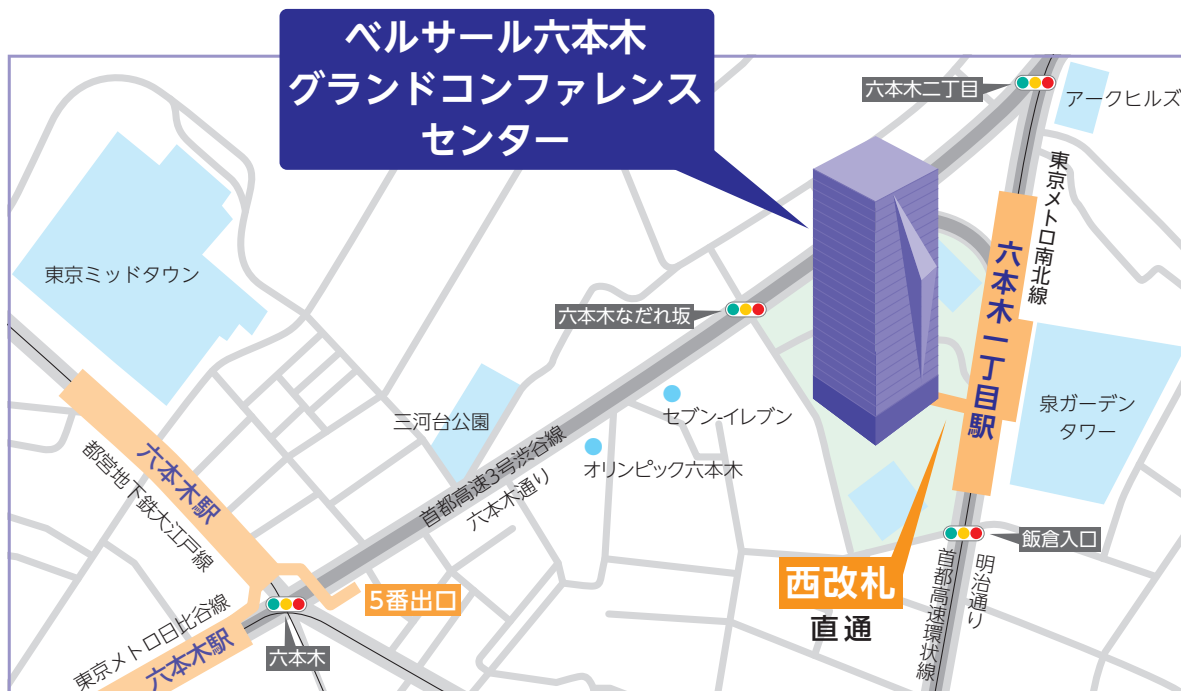 ベルサール六本木
グランドコンファレンス
センター
六本木二丁目
アークヒルズ
東京メトロ南北線
東京ミッドタウン
六本木なだれ坂
六本木一丁目駅
三河台公園
セブン-イレブン
泉ガーデン
タワー
オリンピック六本木
首都高速3号渋谷線
六本木通り
六本木駅
都営地下鉄大江戸線
飯倉入口
西改札
直通
明治通り
首都高速環状線
5番出口
東京メトロ日比谷線
六本木駅
六本木